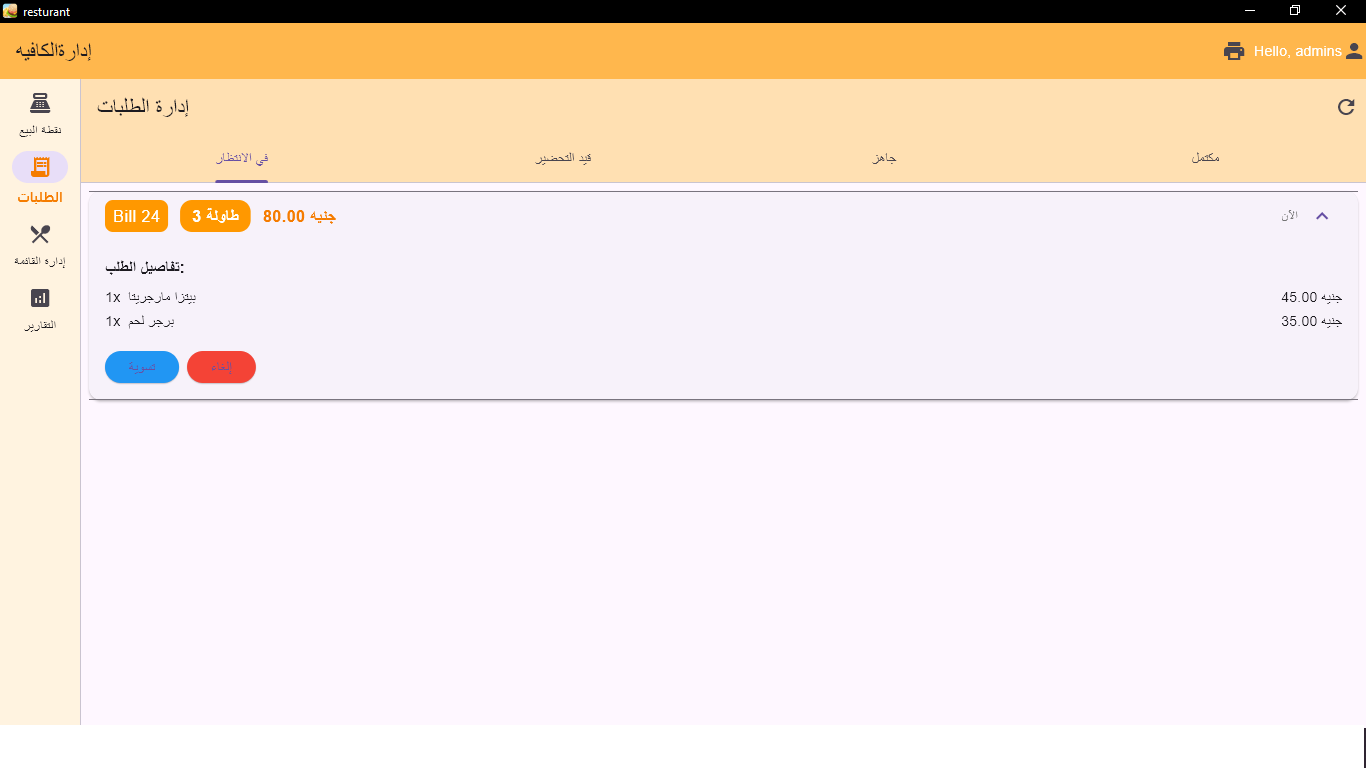 resturant
إدارةالكافيه
Hello, admins
نقطة البيع
الطلبات
إدارة القائمة
التقارير
إدارة الطلبات
في الانتظار
قيد التحضير
جاهز
مكتمل
Bill 24
طاولة 3
80.00 جنيه
الآن
تفاصيل الطلب:
1x بيتزا مارجريتا
45.00 جنيه
1x برجر لحم
35.00 جنيه
تسوية
إلغاء